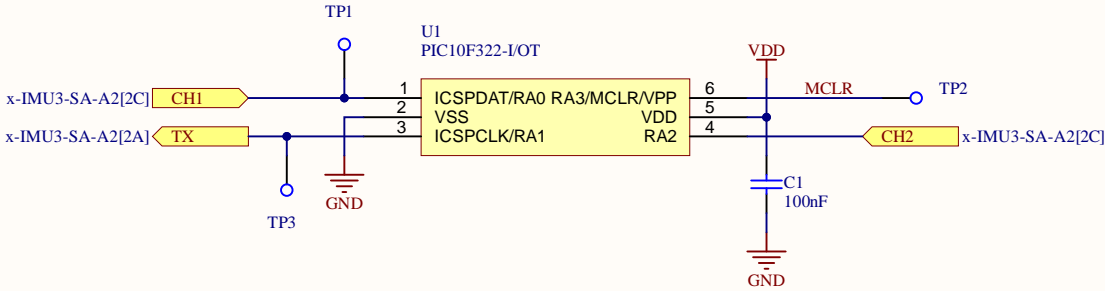 TP1
U1
PIC10F322-I/OT
VDD
x-IMU3-SA-A2[2C] CH1 1 ICSPDAT/RA0 RA3/MCLR/VPP 6 MCLR TP2
2 VSS VDD 5
x-IMU3-SA-A2[2A] TX 3 ICSPCLK/RA1 RA2 4 CH2 x-IMU3-SA-A2[2C]
C1
100nF
GND
TP3
GND